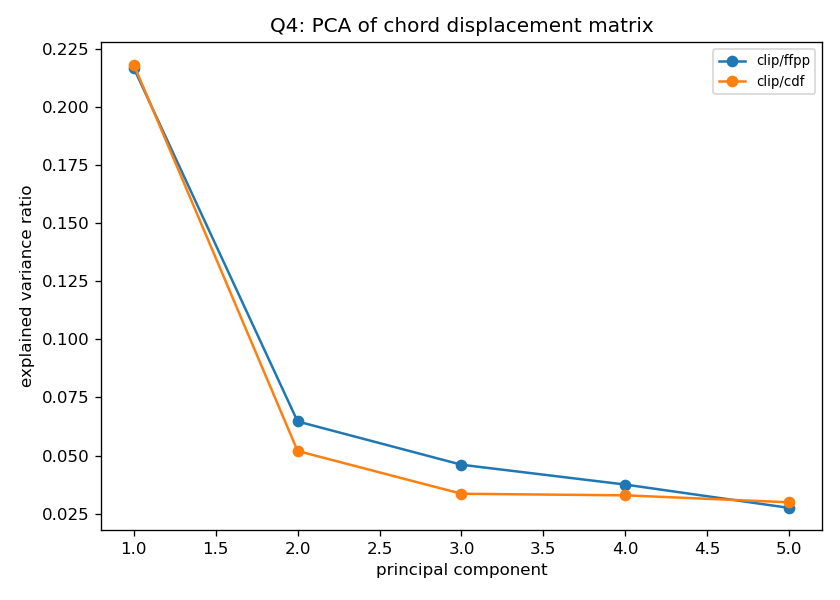 Q4: PCA of chord displacement matrix
clip/ffpp
clip/cdf
explained variance ratio
0.225
0.200
0.175
0.150
0.125
0.100
0.075
0.050
0.025
1.0 1.5 2.0 2.5 3.0 3.5 4.0 4.5 5.0
principal component